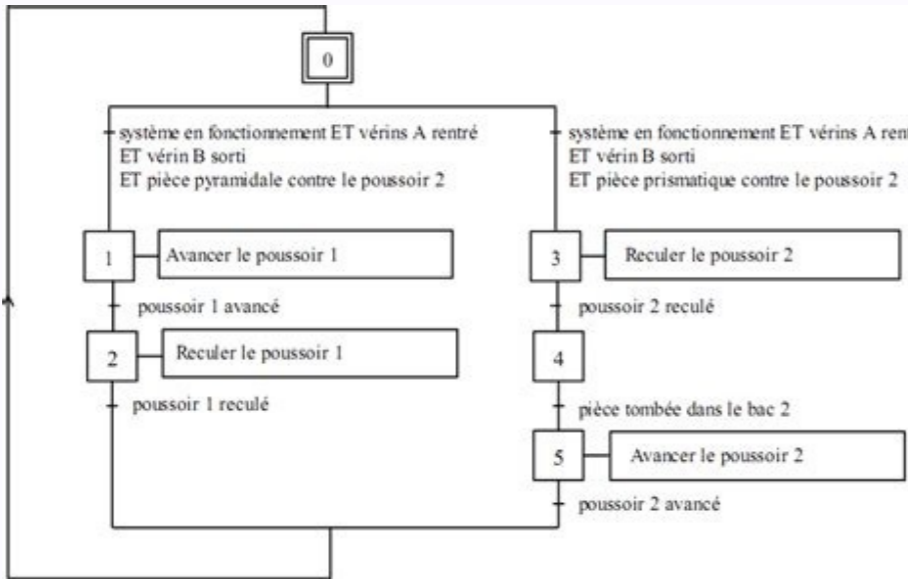 0
système en fonctionnement ET vérins A rentré
ET vérin B sorti
ET pièce pyramidale contre le poussoir 2
système en fonctionnement ET vérins A rent
ET vérin B sorti
ET pièce prismatique contre le poussoir 2
1
Avancer le poussoir 1
3
Reculer le poussoir 2
poussoir 1 avancé
poussoir 2 reculé
2
Reculer le poussoir 1
4
poussoir 1 reculé
pièce tombée dans le bac 2
5
Avancer le poussoir 2
poussoir 2 avancé